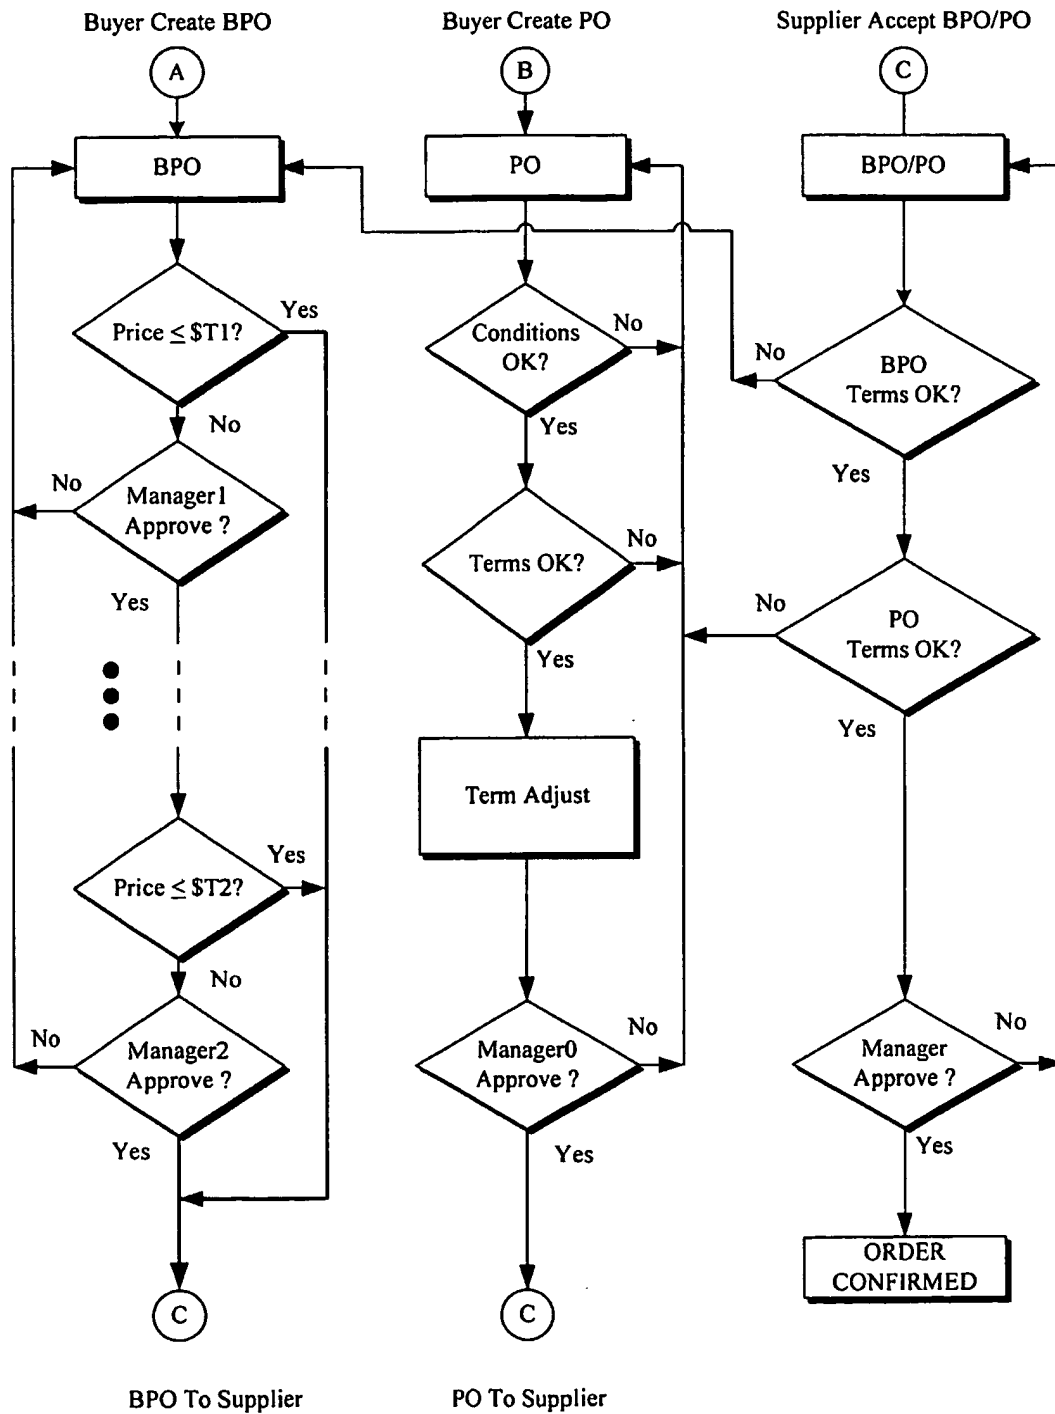 Buyer Create BPO
A
BPO
Price ≤ $T1?
Yes
No
Manager1
Approve ?
No
Yes
Price ≤ $T2?
Yes
No
Manager2
Approve ?
No
Yes
C
BPO To Supplier
Buyer Create PO
B
PO
Conditions
OK?
No
Yes
Terms OK?
No
Yes
Term Adjust
Manager0
Approve ?
No
Yes
C
PO To Supplier
Supplier Accept BPO/PO
C
BPO/PO
BPO
Terms OK?
No
Yes
PO
Terms OK?
No
Yes
Manager
Approve ?
No
Yes
ORDER
CONFIRMED